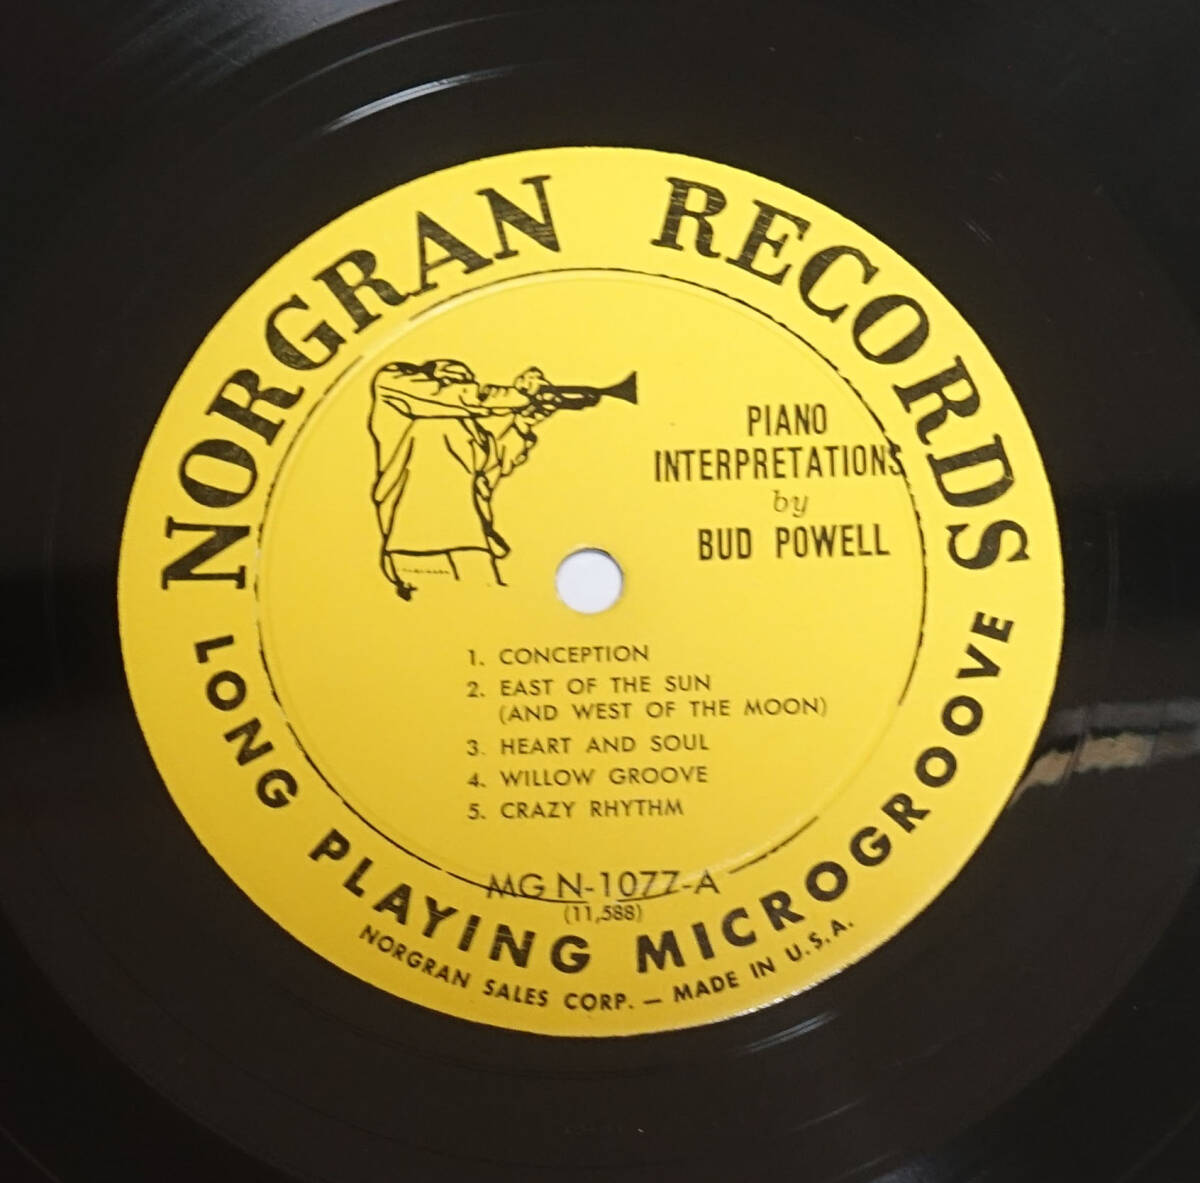 NORGRAN RECORDS
PIANO
INTERPRETATIONS
by
BUD POWELL
1. CONCEPTION
2. EAST OF THE SUN
(AND WEST OF THE MOON)
3. HEART AND SOUL
4. WILLOW GROOVE
5. CRAZY RHYTHM
MG N-1077-A
(11,588)
LONG PLAYING MICROGROOVE
NORGRAN SALES CORP. — MADE IN U.S.A.